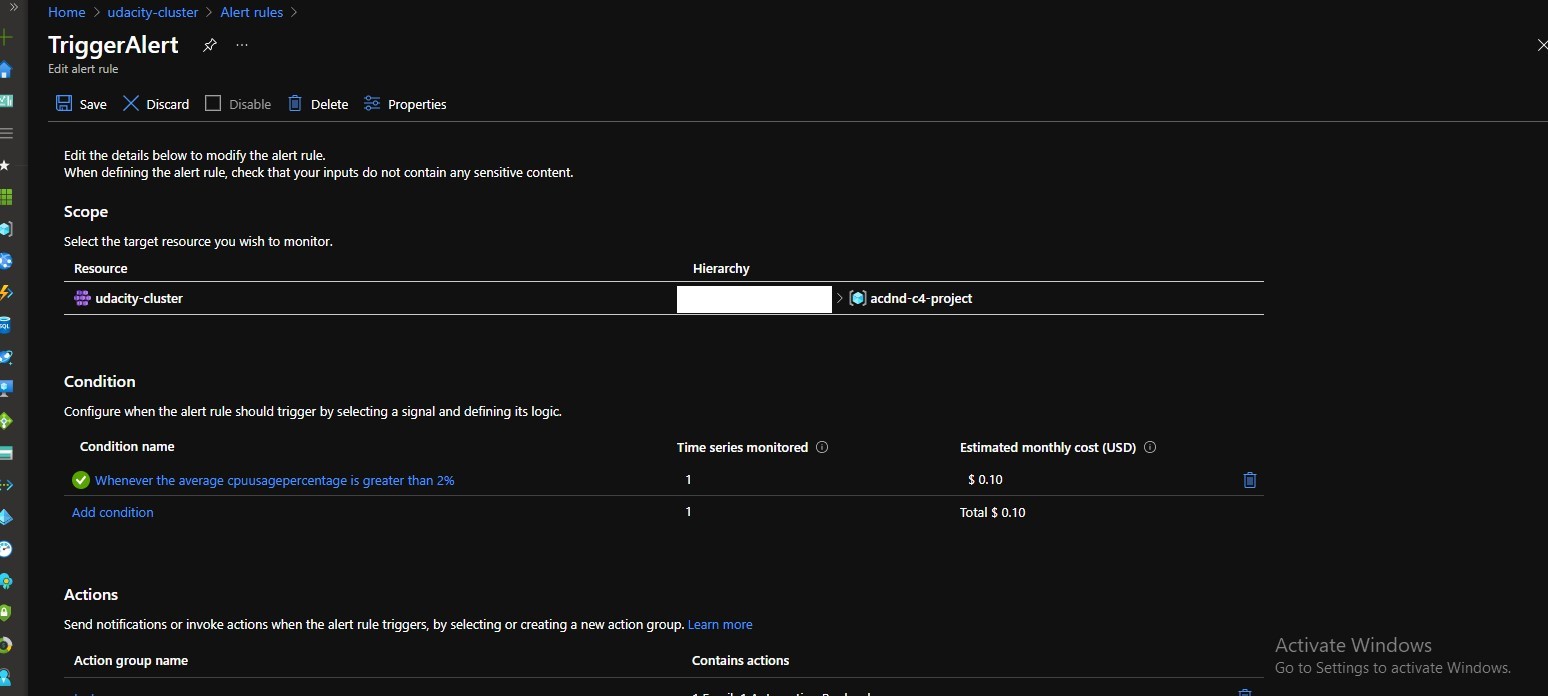 Home > udacity-cluster > Alert rules >
TriggerAlert ...
Edit alert rule
Save Discard Disable Delete Properties
Edit the details below to modify the alert rule.
When defining the alert rule, check that your inputs do not contain any sensitive content.
Scope
Select the target resource you wish to monitor.
Resource Hierarchy
udacity-cluster > acdnd-c4-project
Condition
Configure when the alert rule should trigger by selecting a signal and defining its logic.
Condition name Time series monitored Estimated monthly cost (USD)
Whenever the average cpuusagepercentage is greater than 2% 1 $ 0.10
Add condition 1 Total $ 0.10
Actions
Send notifications or invoke actions when the alert rule triggers, by selecting or creating a new action group. Learn more
Action group name Contains actions
Activate Windows
Go to Settings to activate Windows.